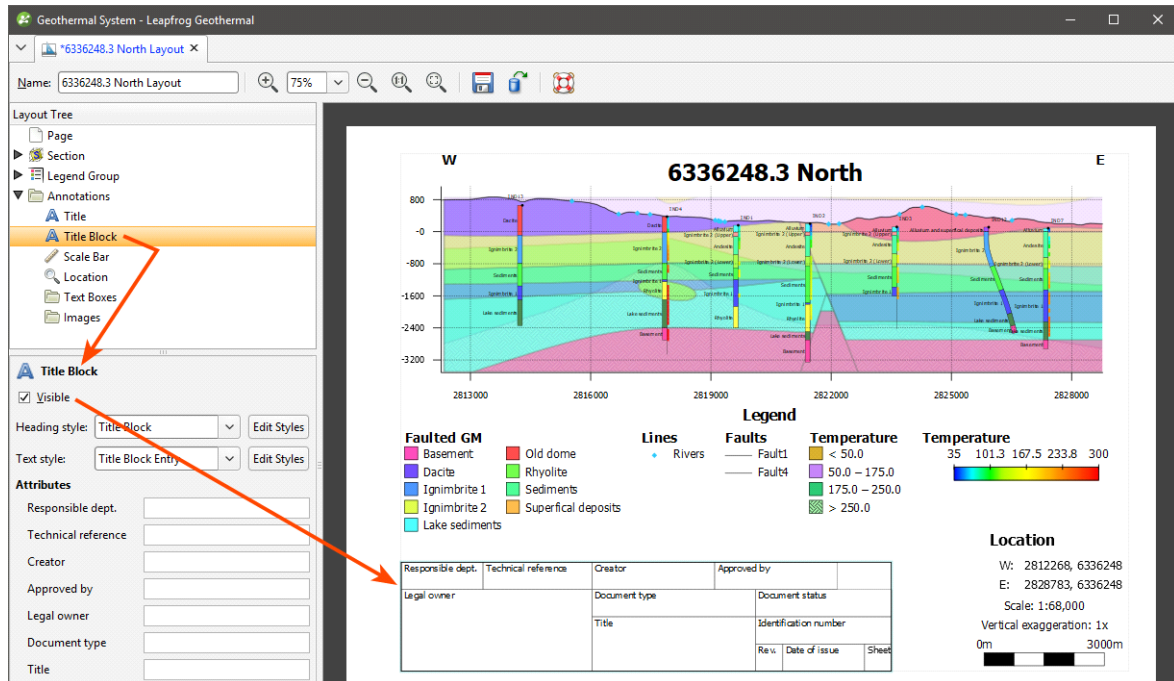 Geothermal System - Leapfrog Geothermal
*6336248.3 North Layout
Name: 6336248.3 North Layout 75%
Layout Tree
Page
Section
Legend Group
Annotations
Title
Title Block
Scale Bar
Location
Text Boxes
Images
Title Block
Visible
Heading style: Title Block Edit Styles
Text style: Title Block Entry Edit Styles
Attributes
Responsible dept.
Technical reference
Creator
Approved by
Legal owner
Document type
Title
W E
6336248.3 North
800
-0
-800
-1600
-2400
-3200
2813000 2816000 2819000 2822000 2825000 2828000
Legend
Faulted GM
Basement
Dacite
Ignimbrite 1
Ignimbrite 2
Lake sediments
Old dome
Rhyolite
Sediments
Superfical deposits
Lines
Rivers
Faults
Fault1
Fault4
Temperature
< 50.0
50.0 – 175.0
175.0 – 250.0
> 250.0
Temperature
35 101.3 167.5 233.8 300
Responsible dept. Technical reference Creator Approved by
Legal owner Document type Document status
Title Identification number
Rev. Date of issue Sheet
Location
W: 2812268, 6336248
E: 2828783, 6336248
Scale: 1:68,000
Vertical exaggeration: 1x
0m 3000m